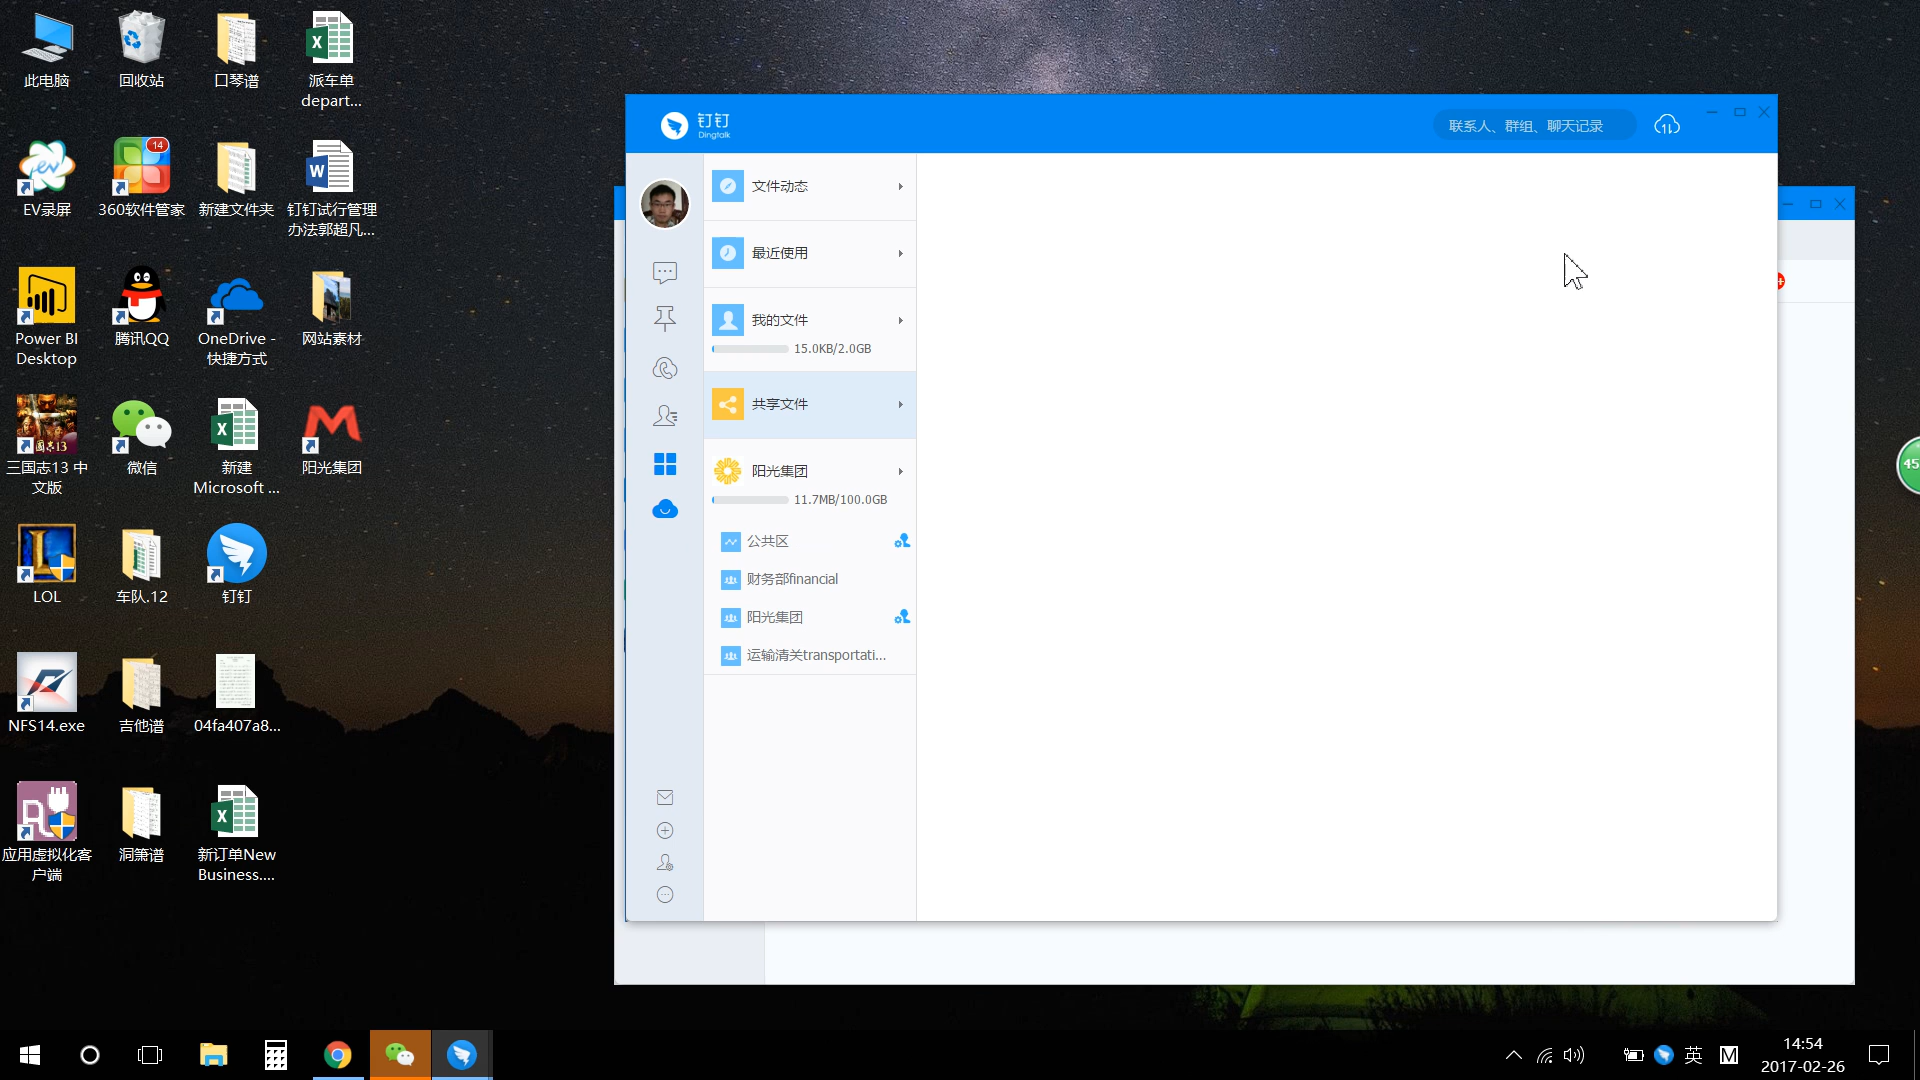 此电脑
回收站
口琴谱
派车单
depart...
EV录屏
14
360软件管家
新建文件夹
钉钉试行管理
办法郭超凡...
Power BI
Desktop
腾讯QQ
OneDrive -
快捷方式
网站素材
三国志13 中
文版
微信
新建
Microsoft ...
阳光集团
LOL
车队.12
钉钉
NFS14.exe
吉他谱
04fa407a8...
应用虚拟化客
户端
洞箫谱
新订单New
Business....
钉钉
Dingtalk
联系人、群组、聊天记录
文件动态
最近使用
我的文件
15.0KB/2.0GB
共享文件
阳光集团
11.7MB/100.0GB
公共区
财务部financial
阳光集团
运输清关transportati...
45
英
M
14:54
2017-02-26